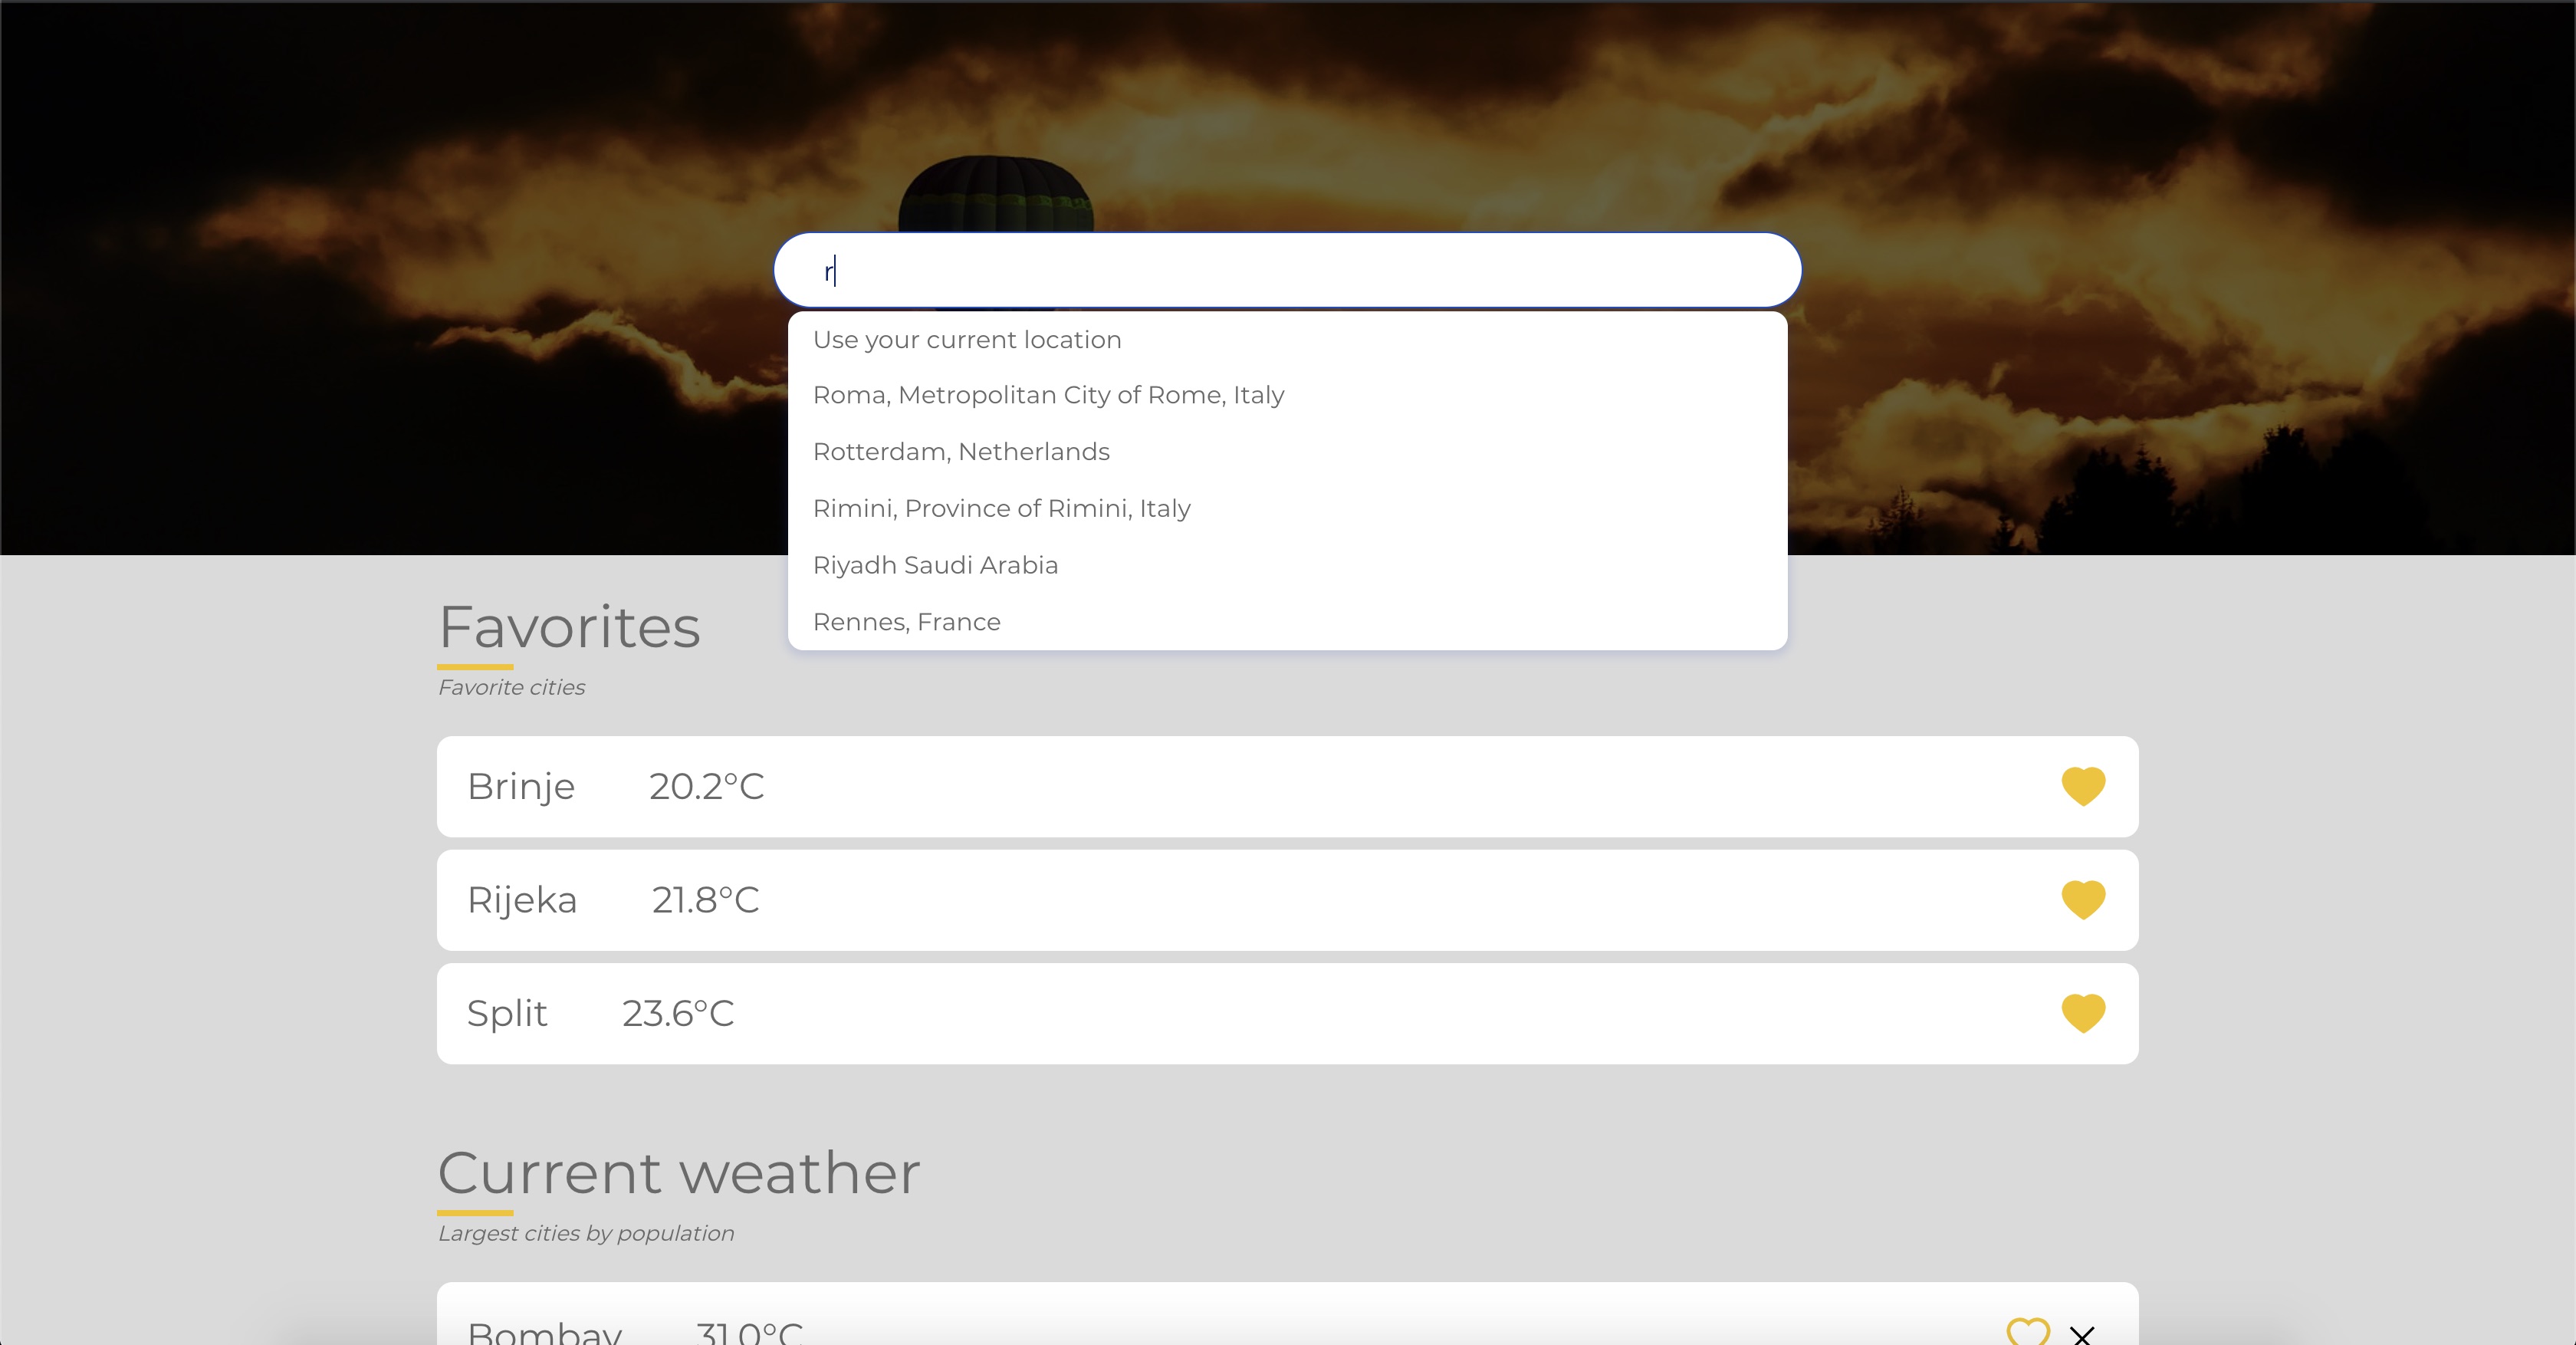 r
Use your current location
Roma, Metropolitan City of Rome, Italy
Rotterdam, Netherlands
Rimini, Province of Rimini, Italy
Riyadh Saudi Arabia
Rennes, France
Favorites
Favorite cities
Brinje 20.2°C
Rijeka 21.8°C
Split 23.6°C
Current weather
Largest cities by population
Bombay 31.0°C